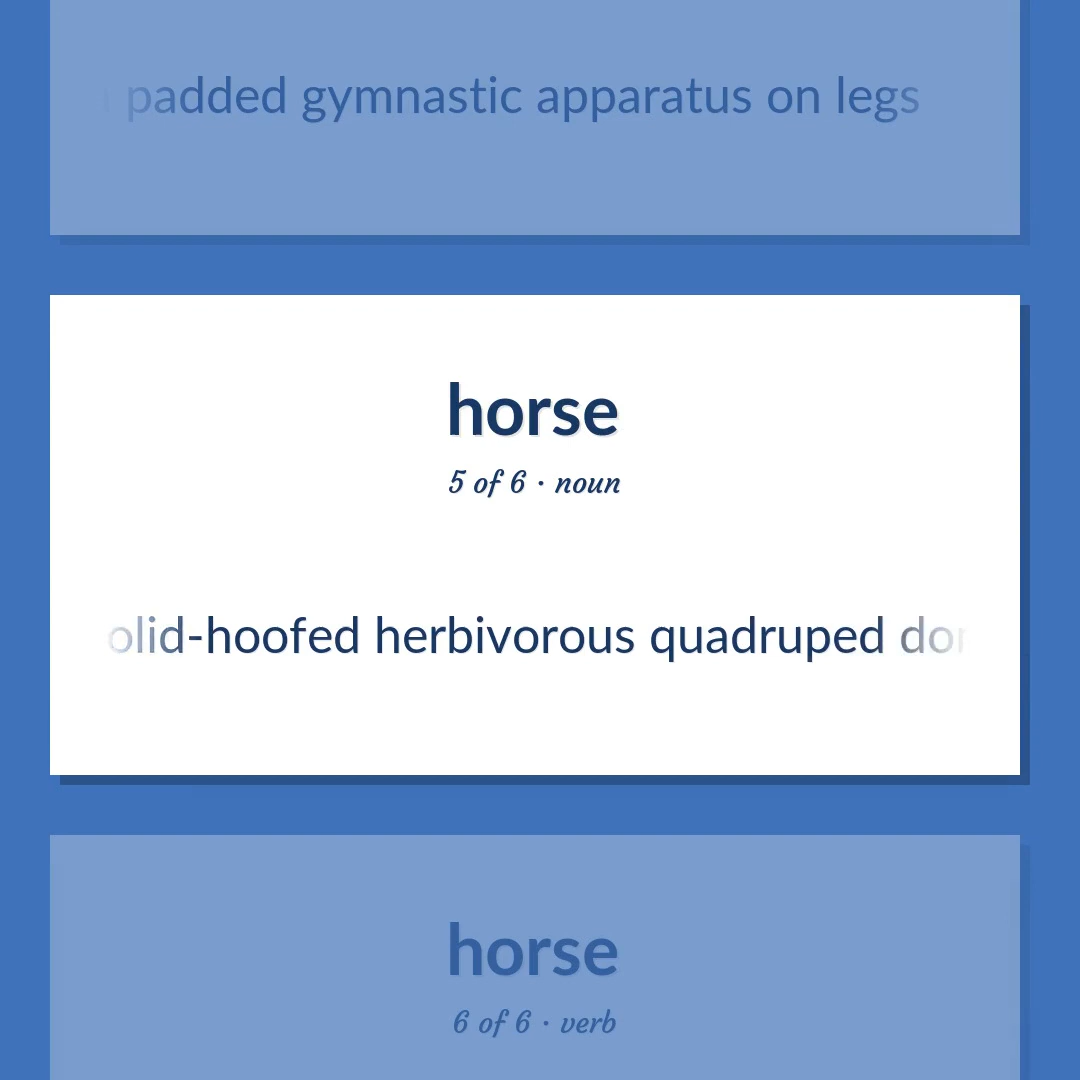 padded gymnastic apparatus on legs
horse
5 of 6 · noun
olid-hoofed herbivorous quadruped
horse
6 of 6 · verb